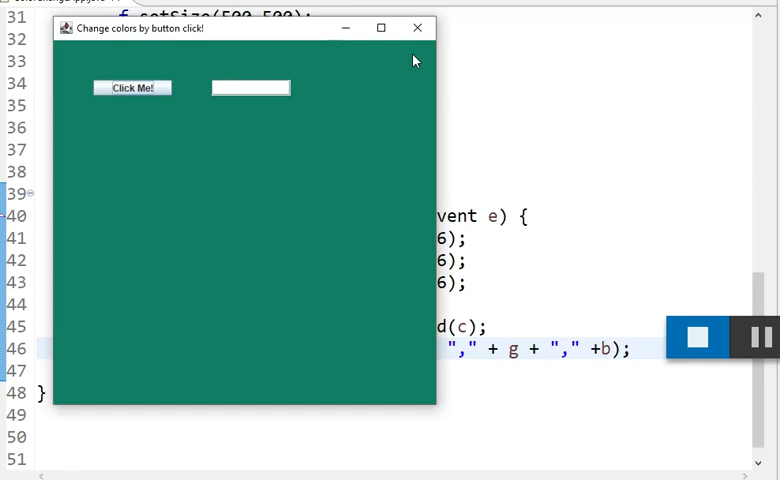 31 f.setSize(500,500);
Change colors by button click!
32
33
34 Click Me!
35
36
37
38
39
40 vent e) {
41 6);
42 6);
43 6);
44
45 d(c);
46 "," + g + "," +b);
47
48 }
49
50
51